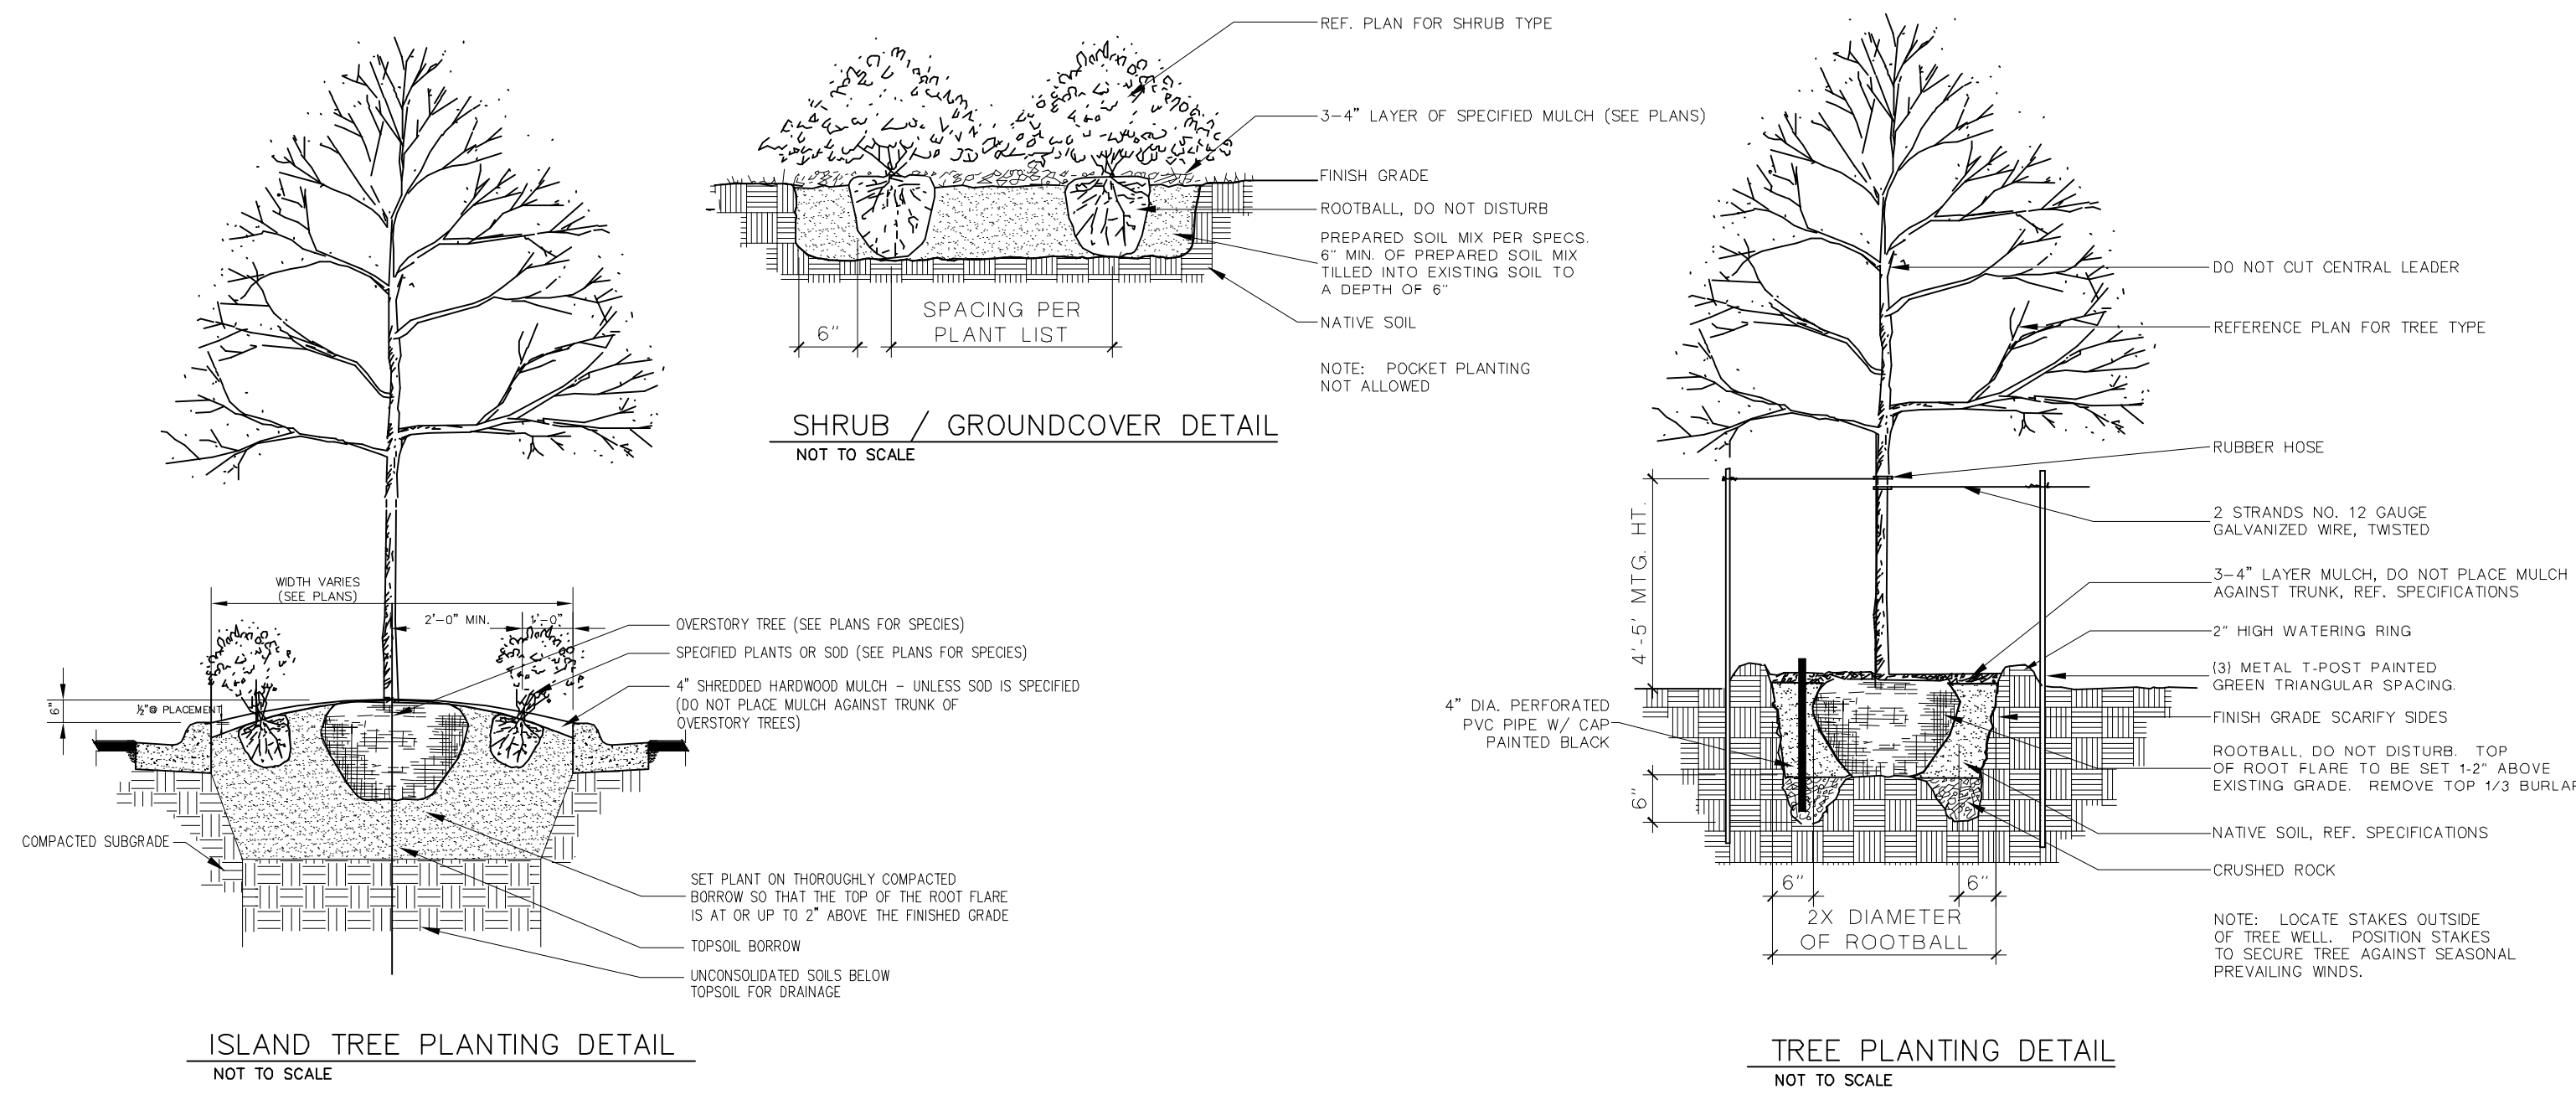 REF. PLAN FOR SHRUB TYPE
3-4" LAYER OF SPECIFIED MULCH (SEE PLANS)
FINISH GRADE
ROOTBALL, DO NOT DISTURB
PREPARED SOIL MIX PER SPECS.
6" MIN. OF PREPARED SOIL MIX
TILLED INTO EXISTING SOIL TO
A DEPTH OF 6"
NATIVE SOIL
NOTE: POCKET PLANTING
NOT ALLOWED
6"
SPACING PER
PLANT LIST
SHRUB / GROUNDCOVER DETAIL
NOT TO SCALE
WIDTH VARIES
(SEE PLANS)
2'-0" MIN.
1'-0"
6"
½"@ PLACEMENT
OVERSTORY TREE (SEE PLANS FOR SPECIES)
SPECIFIED PLANTS OR SOD (SEE PLANS FOR SPECIES)
4" SHREDDED HARDWOOD MULCH - UNLESS SOD IS SPECIFIED
(DO NOT PLACE MULCH AGAINST TRUNK OF
OVERSTORY TREES)
COMPACTED SUBGRADE
SET PLANT ON THOROUGHLY COMPACTED
BORROW SO THAT THE TOP OF THE ROOT FLARE
IS AT OR UP TO 2" ABOVE THE FINISHED GRADE
TOPSOIL BORROW
UNCONSOLIDATED SOILS BELOW
TOPSOIL FOR DRAINAGE
ISLAND TREE PLANTING DETAIL
NOT TO SCALE
DO NOT CUT CENTRAL LEADER
REFERENCE PLAN FOR TREE TYPE
RUBBER HOSE
2 STRANDS NO. 12 GAUGE
GALVANIZED WIRE, TWISTED
3-4" LAYER MULCH, DO NOT PLACE MULCH
AGAINST TRUNK, REF. SPECIFICATIONS
2" HIGH WATERING RING
(3) METAL T-POST PAINTED
GREEN TRIANGULAR SPACING.
FINISH GRADE SCARIFY SIDES
ROOTBALL, DO NOT DISTURB. TOP
OF ROOT FLARE TO BE SET 1-2" ABOVE
EXISTING GRADE. REMOVE TOP 1/3 BURLAP
NATIVE SOIL, REF. SPECIFICATIONS
CRUSHED ROCK
NOTE: LOCATE STAKES OUTSIDE
OF TREE WELL. POSITION STAKES
TO SECURE TREE AGAINST SEASONAL
PREVAILING WINDS.
4'-5' MTG. HT.
4" DIA. PERFORATED
PVC PIPE W/ CAP
PAINTED BLACK
6"
6"
6"
2X DIAMETER
OF ROOTBALL
TREE PLANTING DETAIL
NOT TO SCALE